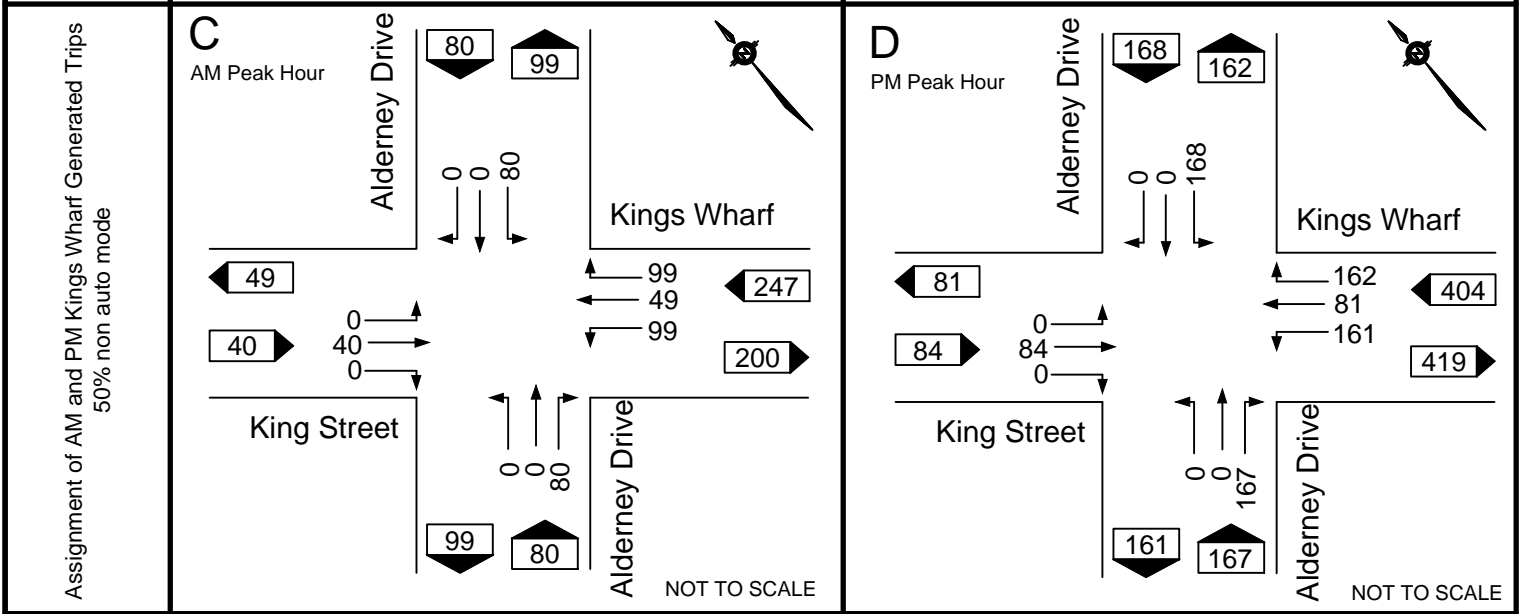 Assignment of AM and PM Kings Wharf Generated Trips
50% non auto mode
C
AM Peak Hour
Alderney Drive
80
99
N
0
0
80
Kings Wharf
49
99
49
99
247
0
40
0
40
200
King Street
0
0
80
Alderney Drive
99
80
NOT TO SCALE
D
PM Peak Hour
Alderney Drive
168
162
N
0
0
168
Kings Wharf
81
162
81
161
404
0
84
0
84
419
King Street
0
0
167
Alderney Drive
161
167
NOT TO SCALE